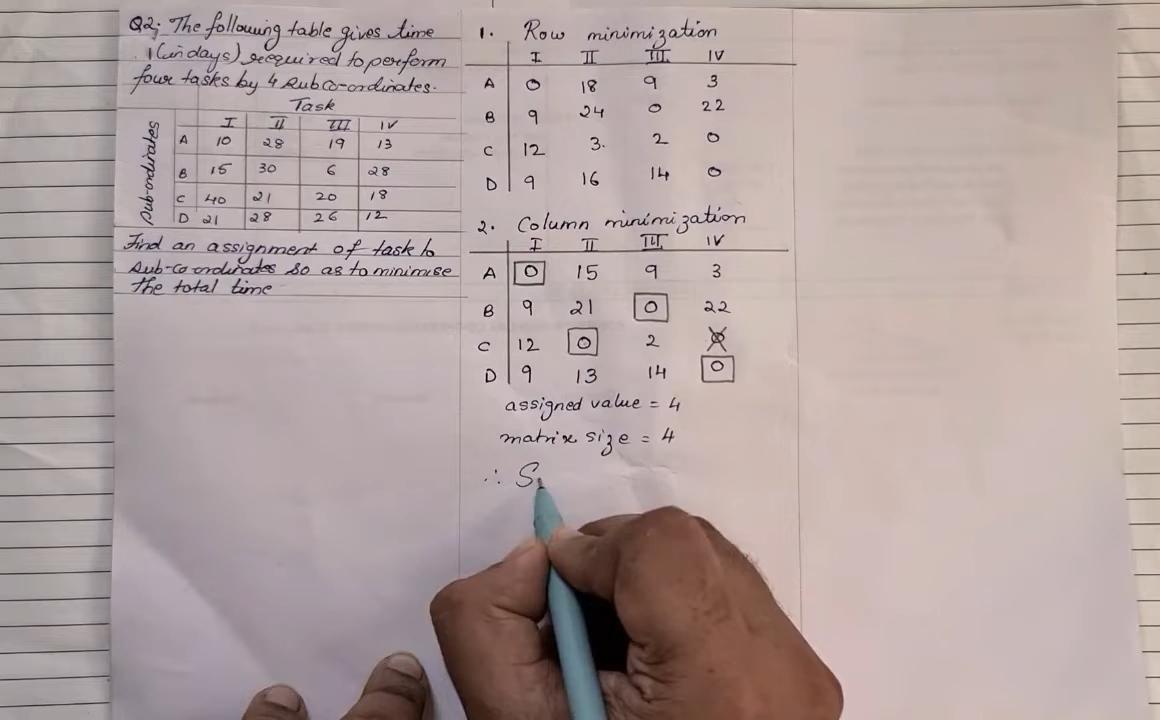 Q2; The following table gives time
(in days) required to perform
four tasks by 4 subco-ordinates.
Task
Sub-ordinates
I II III IV
A 10 28 19 13
B 15 30 6 28
C 40 21 20 18
D 21 28 26 12
Find an assignment of task to
sub-co ordinates so as to minimise
the total time
1. Row minimization
I II III IV
A 0 18 9 3
B 9 24 0 22
C 12 3. 2 0
D 9 16 14 0
2. Column minimization
I II III IV
A 0 15 9 3
B 9 21 0 22
C 12 0 2 0
D 9 13 14 0
assigned value = 4
matrix size = 4
∴ S